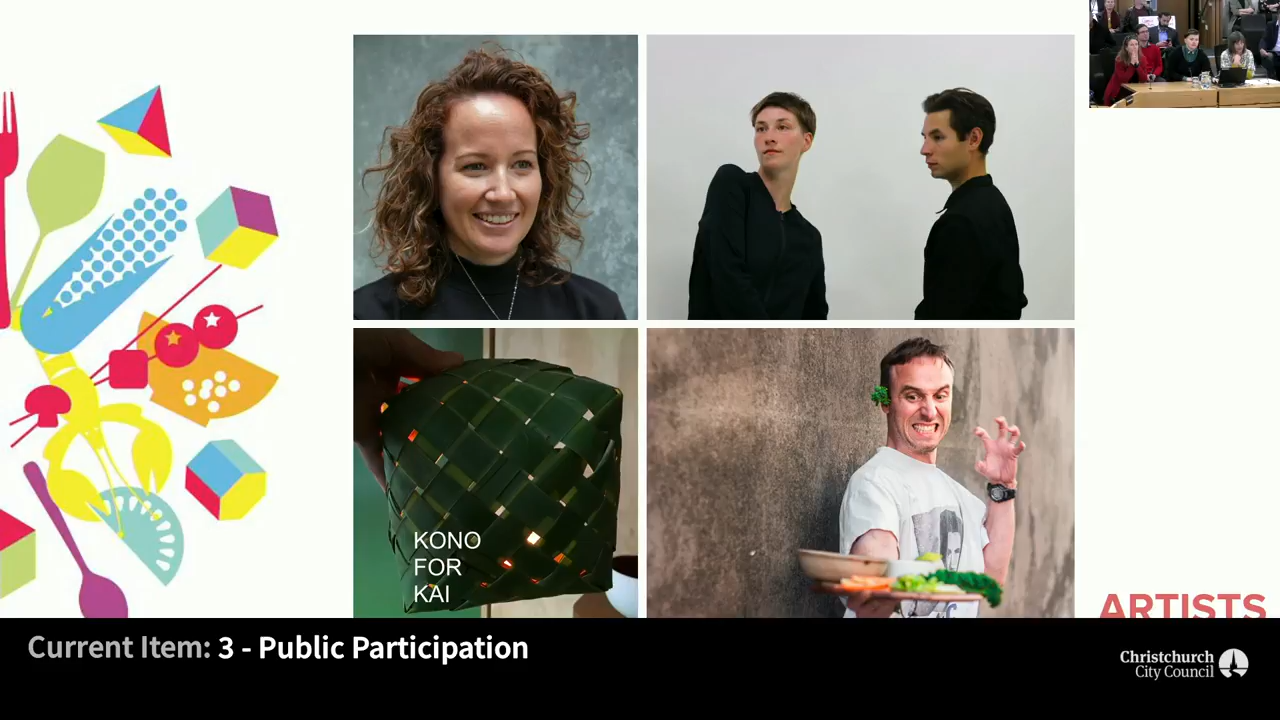 KONO
FOR
KAI
ARTISTS
Current Item: 3 - Public Participation
Christchurch
City Council